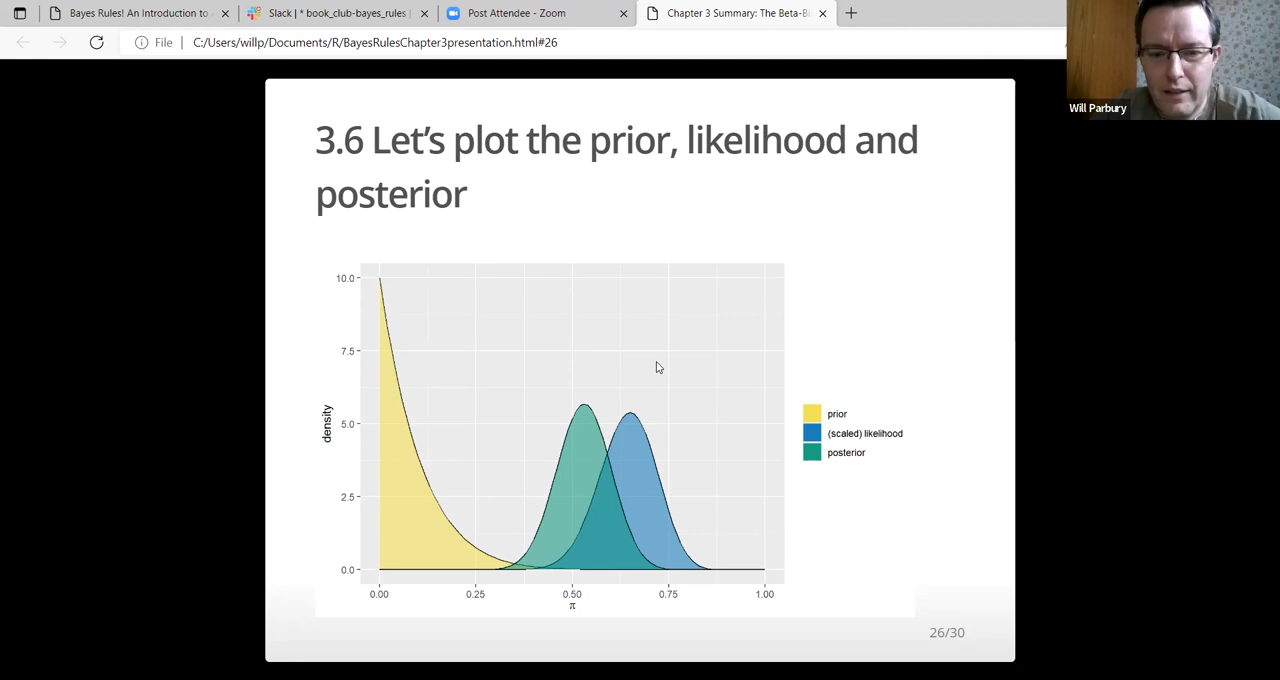 Bayes Rules! An Introduction to
Slack | * book_club-bayes_rules |
Post Attendee - Zoom
Chapter 3 Summary: The Beta-Bi
File
C:/Users/willp/Documents/R/BayesRulesChapter3presentation.html#26
Will Parbury
3.6 Let’s plot the prior, likelihood and
posterior
10.0
7.5
5.0
2.5
0.0
density
0.00 0.25 0.50 0.75 1.00
π
prior
(scaled) likelihood
posterior
26/30